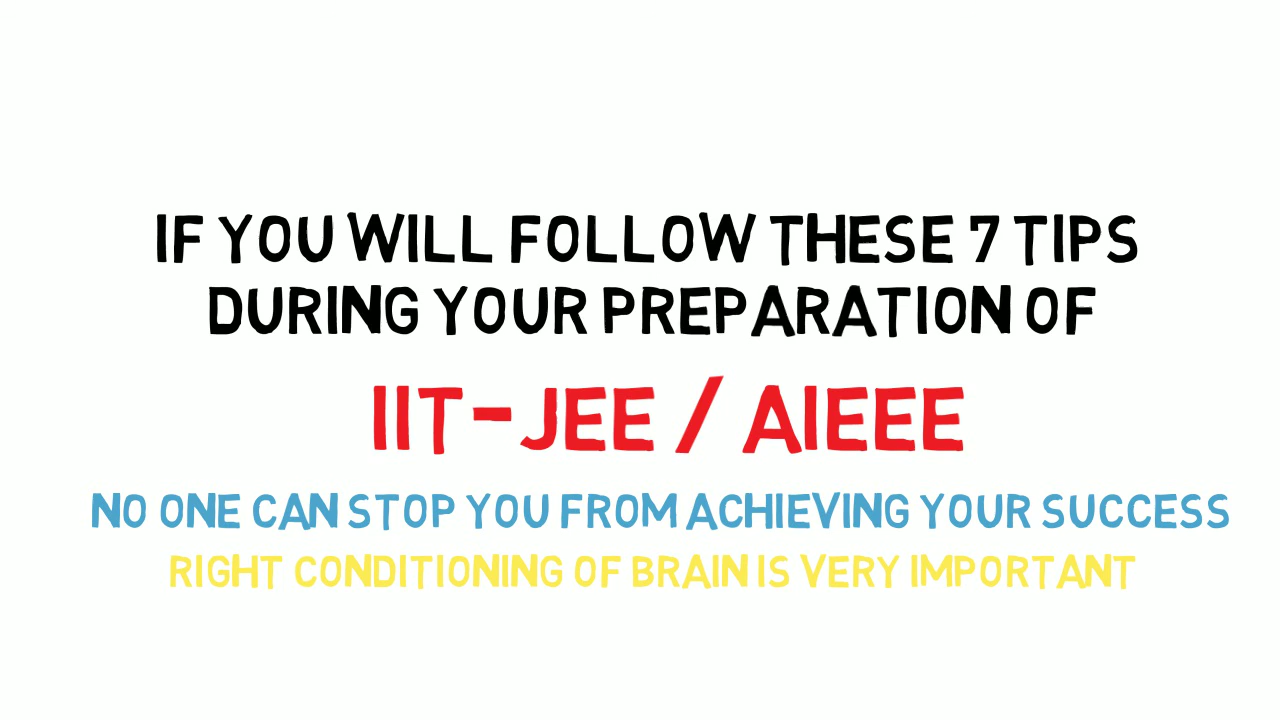 IF YOU WILL FOLLOW THESE 7 TIPS
DURING YOUR PREPARATION OF
IIT-JEE / AIEEE
NO ONE CAN STOP YOU FROM ACHIEVING YOUR SUCCESS
RIGHT CONDITIONING OF BRAIN IS VERY IMPORTANT